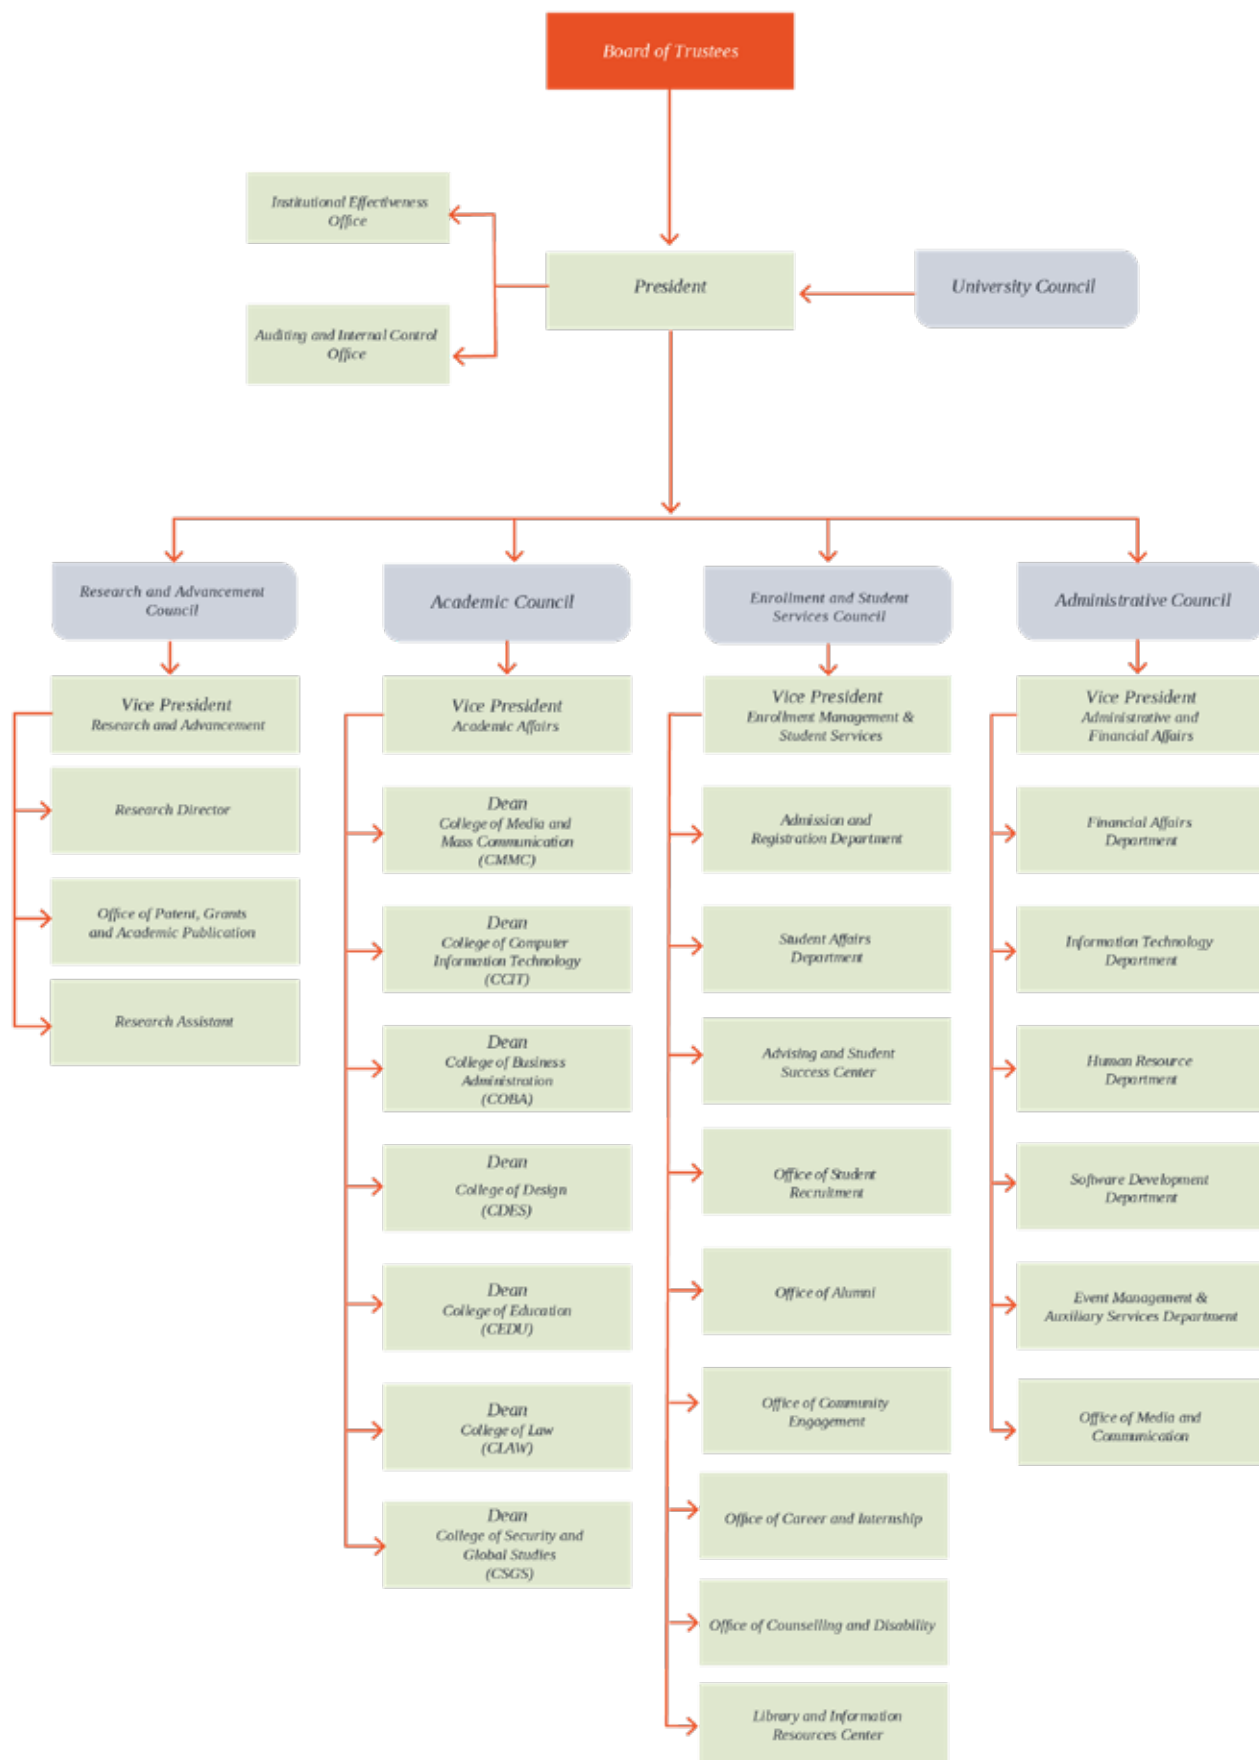 Board of Trustees
Institutional Effectiveness
Office
President
University Council
Auditing and Internal Control
Office
Research and Advancement
Council
Vice President
Research and Advancement
Research Director
Office of Patent, Grants
and Academic Publication
Research Assistant
Academic Council
Vice President
Academic Affairs
Dean
College of Media and
Mass Communication
(CMMC)
Dean
College of Computer
Information Technology
(CCIT)
Dean
College of Business
Administration
(COBA)
Dean
College of Design
(CDES)
Dean
College of Education
(CEDU)
Dean
College of Law
(CLAW)
Dean
College of Security and
Global Studies
(CSGS)
Enrollment and Student
Services Council
Vice President
Enrollment Management &
Student Services
Admission and
Registration Department
Student Affairs
Department
Advising and Student
Success Center
Office of Student
Recruitment
Office of Alumni
Office of Community
Engagement
Office of Career and Internship
Office of Counselling and Disability
Library and Information
Resources Center
Administrative Council
Vice President
Administrative and
Financial Affairs
Financial Affairs
Department
Information Technology
Department
Human Resource
Department
Software Development
Department
Event Management &
Auxiliary Services Department
Office of Media and
Communication